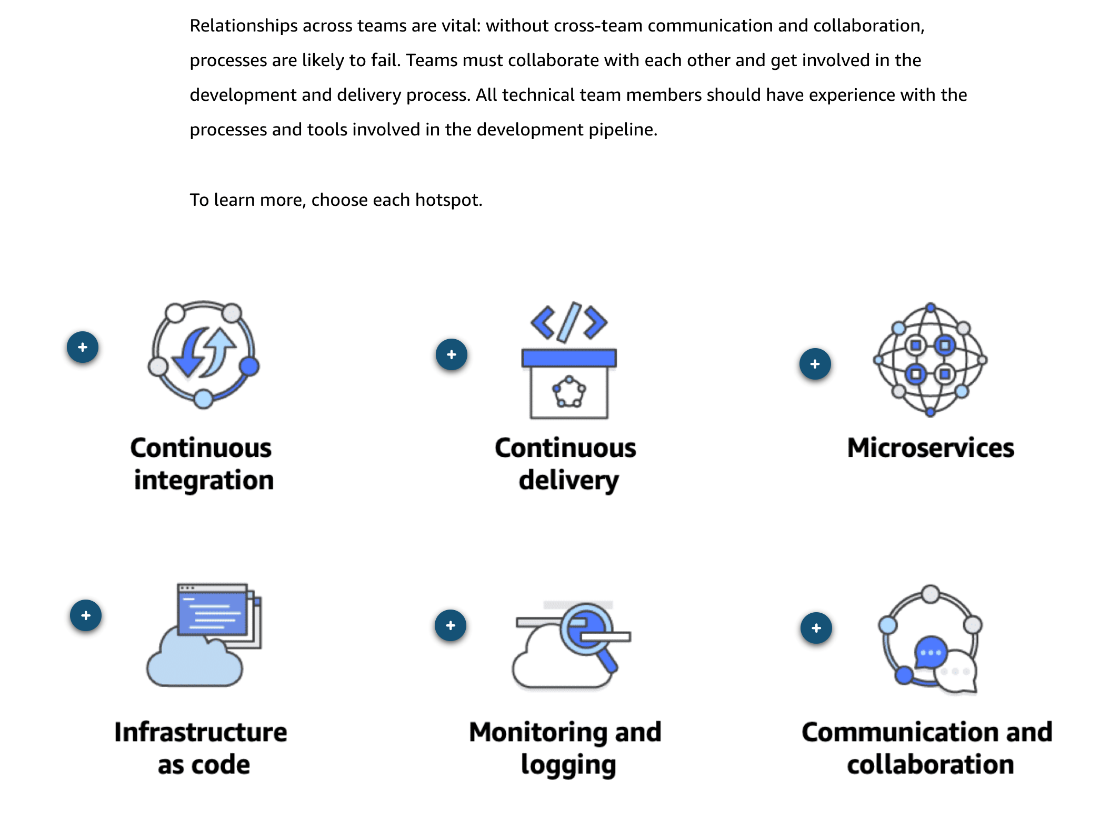 Relationships across teams are vital: without cross-team communication and collaboration,
processes are likely to fail. Teams must collaborate with each other and get involved in the
development and delivery process. All technical team members should have experience with the
processes and tools involved in the development pipeline.
To learn more, choose each hotspot.
Continuous
integration
Continuous
delivery
Microservices
Infrastructure
as code
Monitoring and
logging
Communication and
collaboration